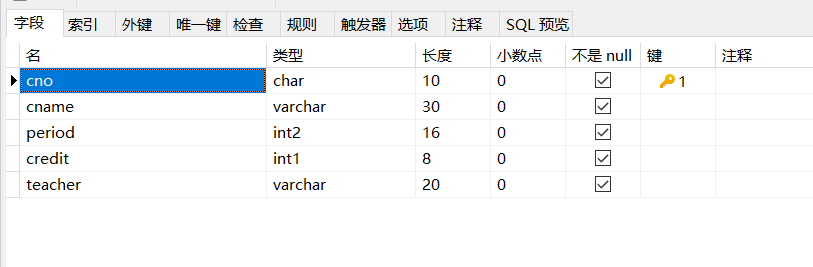 字段 索引 外键 唯一键 检查 规则 触发器 选项 注释 SQL 预览
名 类型 长度 小数点 不是 null 键 注释
cno char 10 0 1
cname varchar 30 0
period int2 16 0
credit int1 8 0
teacher varchar 20 0